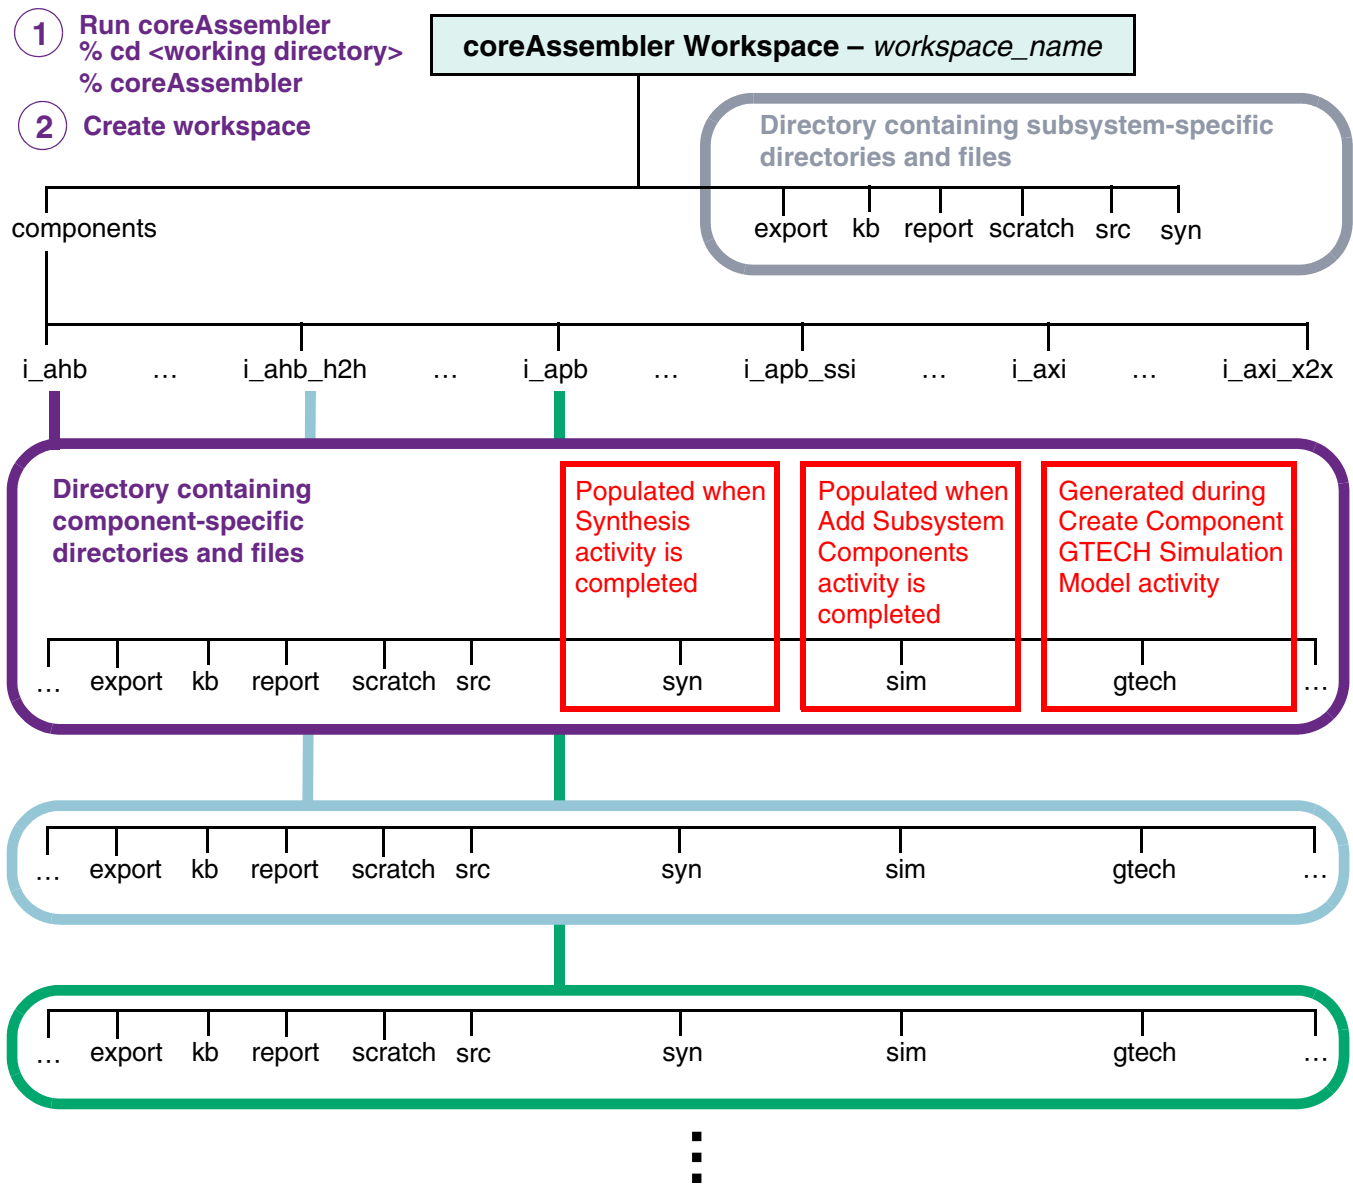 1 Run coreAssembler
% cd <working directory>
% coreAssembler
2 Create workspace
coreAssembler Workspace – workspace_name
Directory containing subsystem-specific
directories and files
export kb report scratch src syn
components
i_ahb ... i_ahb_h2h ... i_apb ... i_apb_ssi ... i_axi ... i_axi_x2x
Directory containing
component-specific
directories and files
Populated when
Synthesis
activity is
completed
Populated when
Add Subsystem
Components
activity is
completed
Generated during
Create Component
GTECH Simulation
Model activity
... export kb report scratch src syn sim gtech ...
... export kb report scratch src syn sim gtech ...
... export kb report scratch src syn sim gtech ...